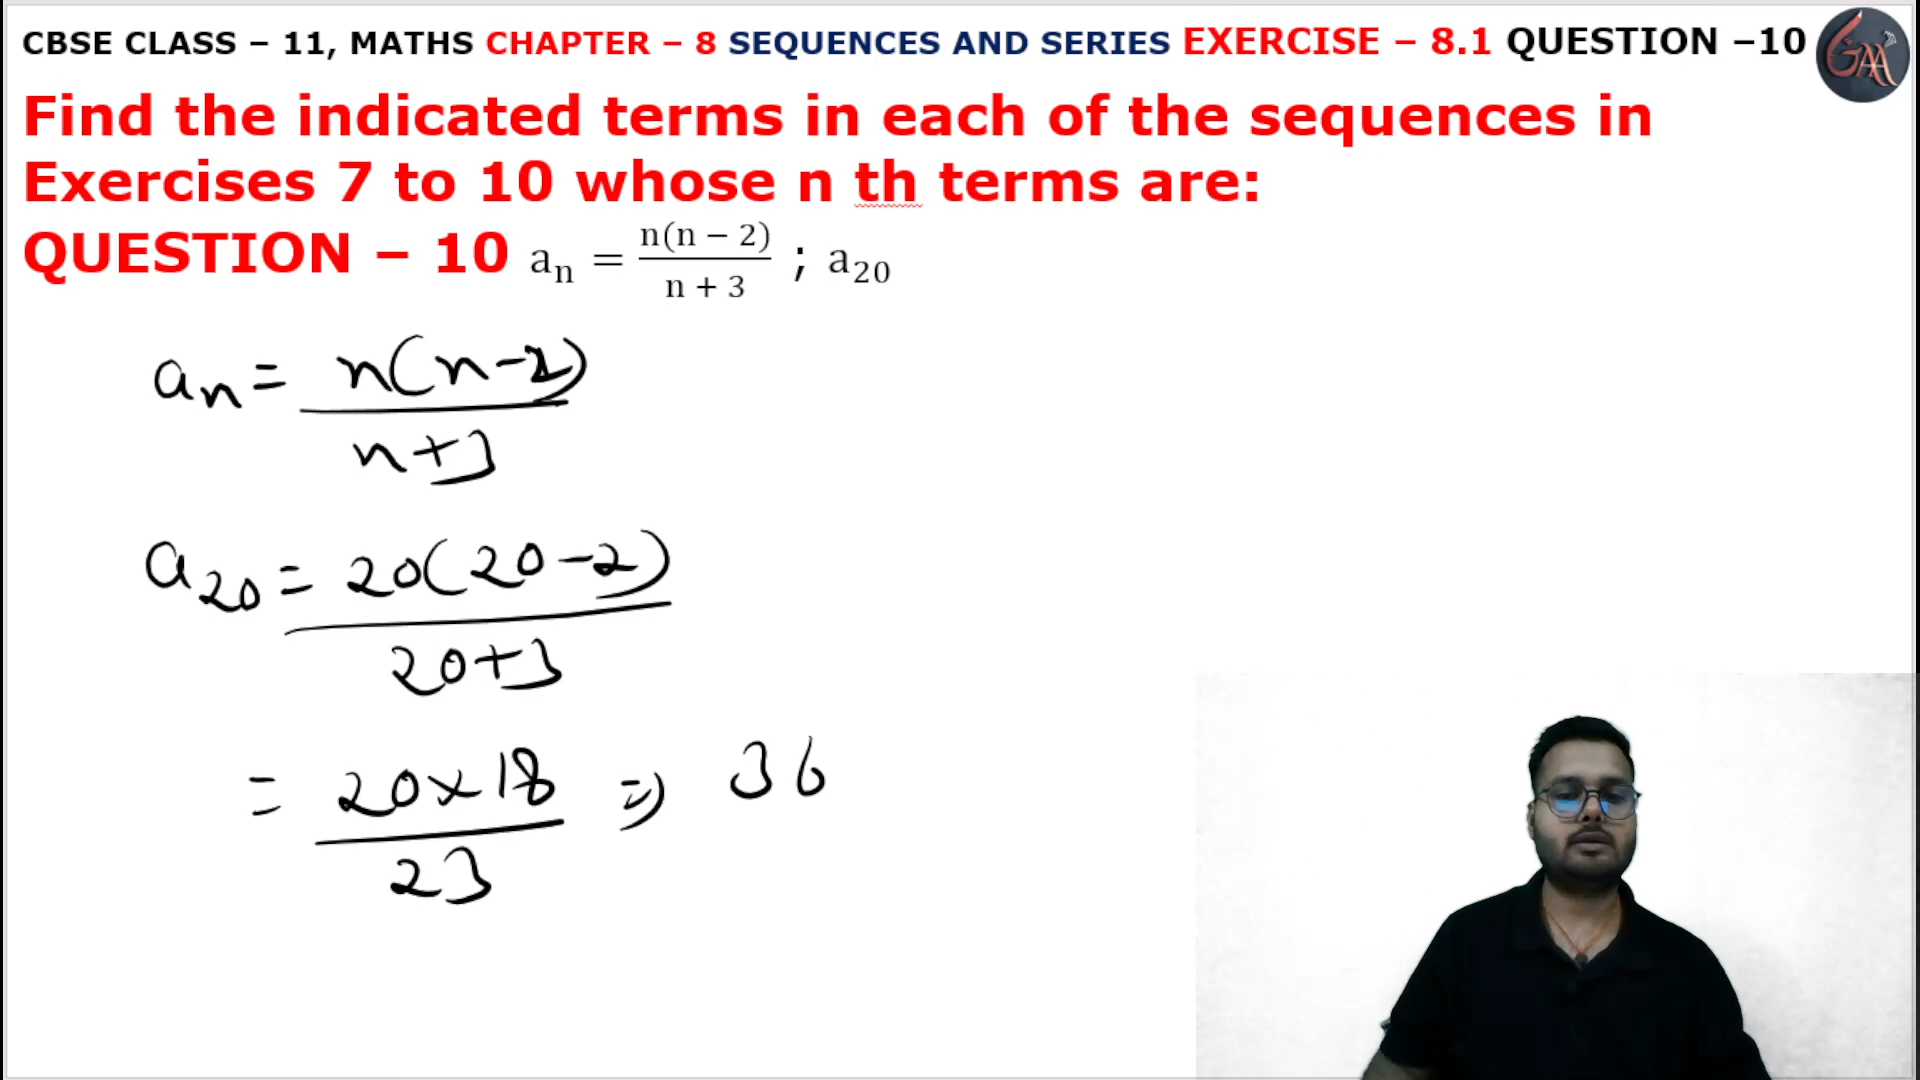 CBSE CLASS – 11, MATHS CHAPTER – 8 SEQUENCES AND SERIES EXERCISE – 8.1 QUESTION –10
Find the indicated terms in each of the sequences in
Exercises 7 to 10 whose n th terms are:
QUESTION – 10 aₙ = n(n − 2) / n + 3 ; a₂₀
aₙ = n(n-2)
n+3
a₂₀ = 20(20-2)
20+3
= 20×18 ⇒ 36
23